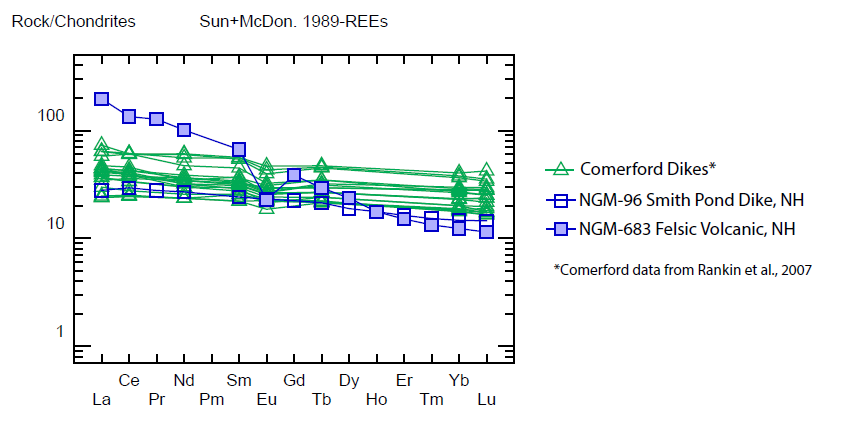 Rock/Chondrites Sun+McDon. 1989-REEs
100
10
1
Ce Nd Sm Gd Dy Er Yb
La Pr Pm Eu Tb Ho Tm Lu
Comerford Dikes*
NGM-96 Smith Pond Dike, NH
NGM-683 Felsic Volcanic, NH
*Comerford data from Rankin et al., 2007